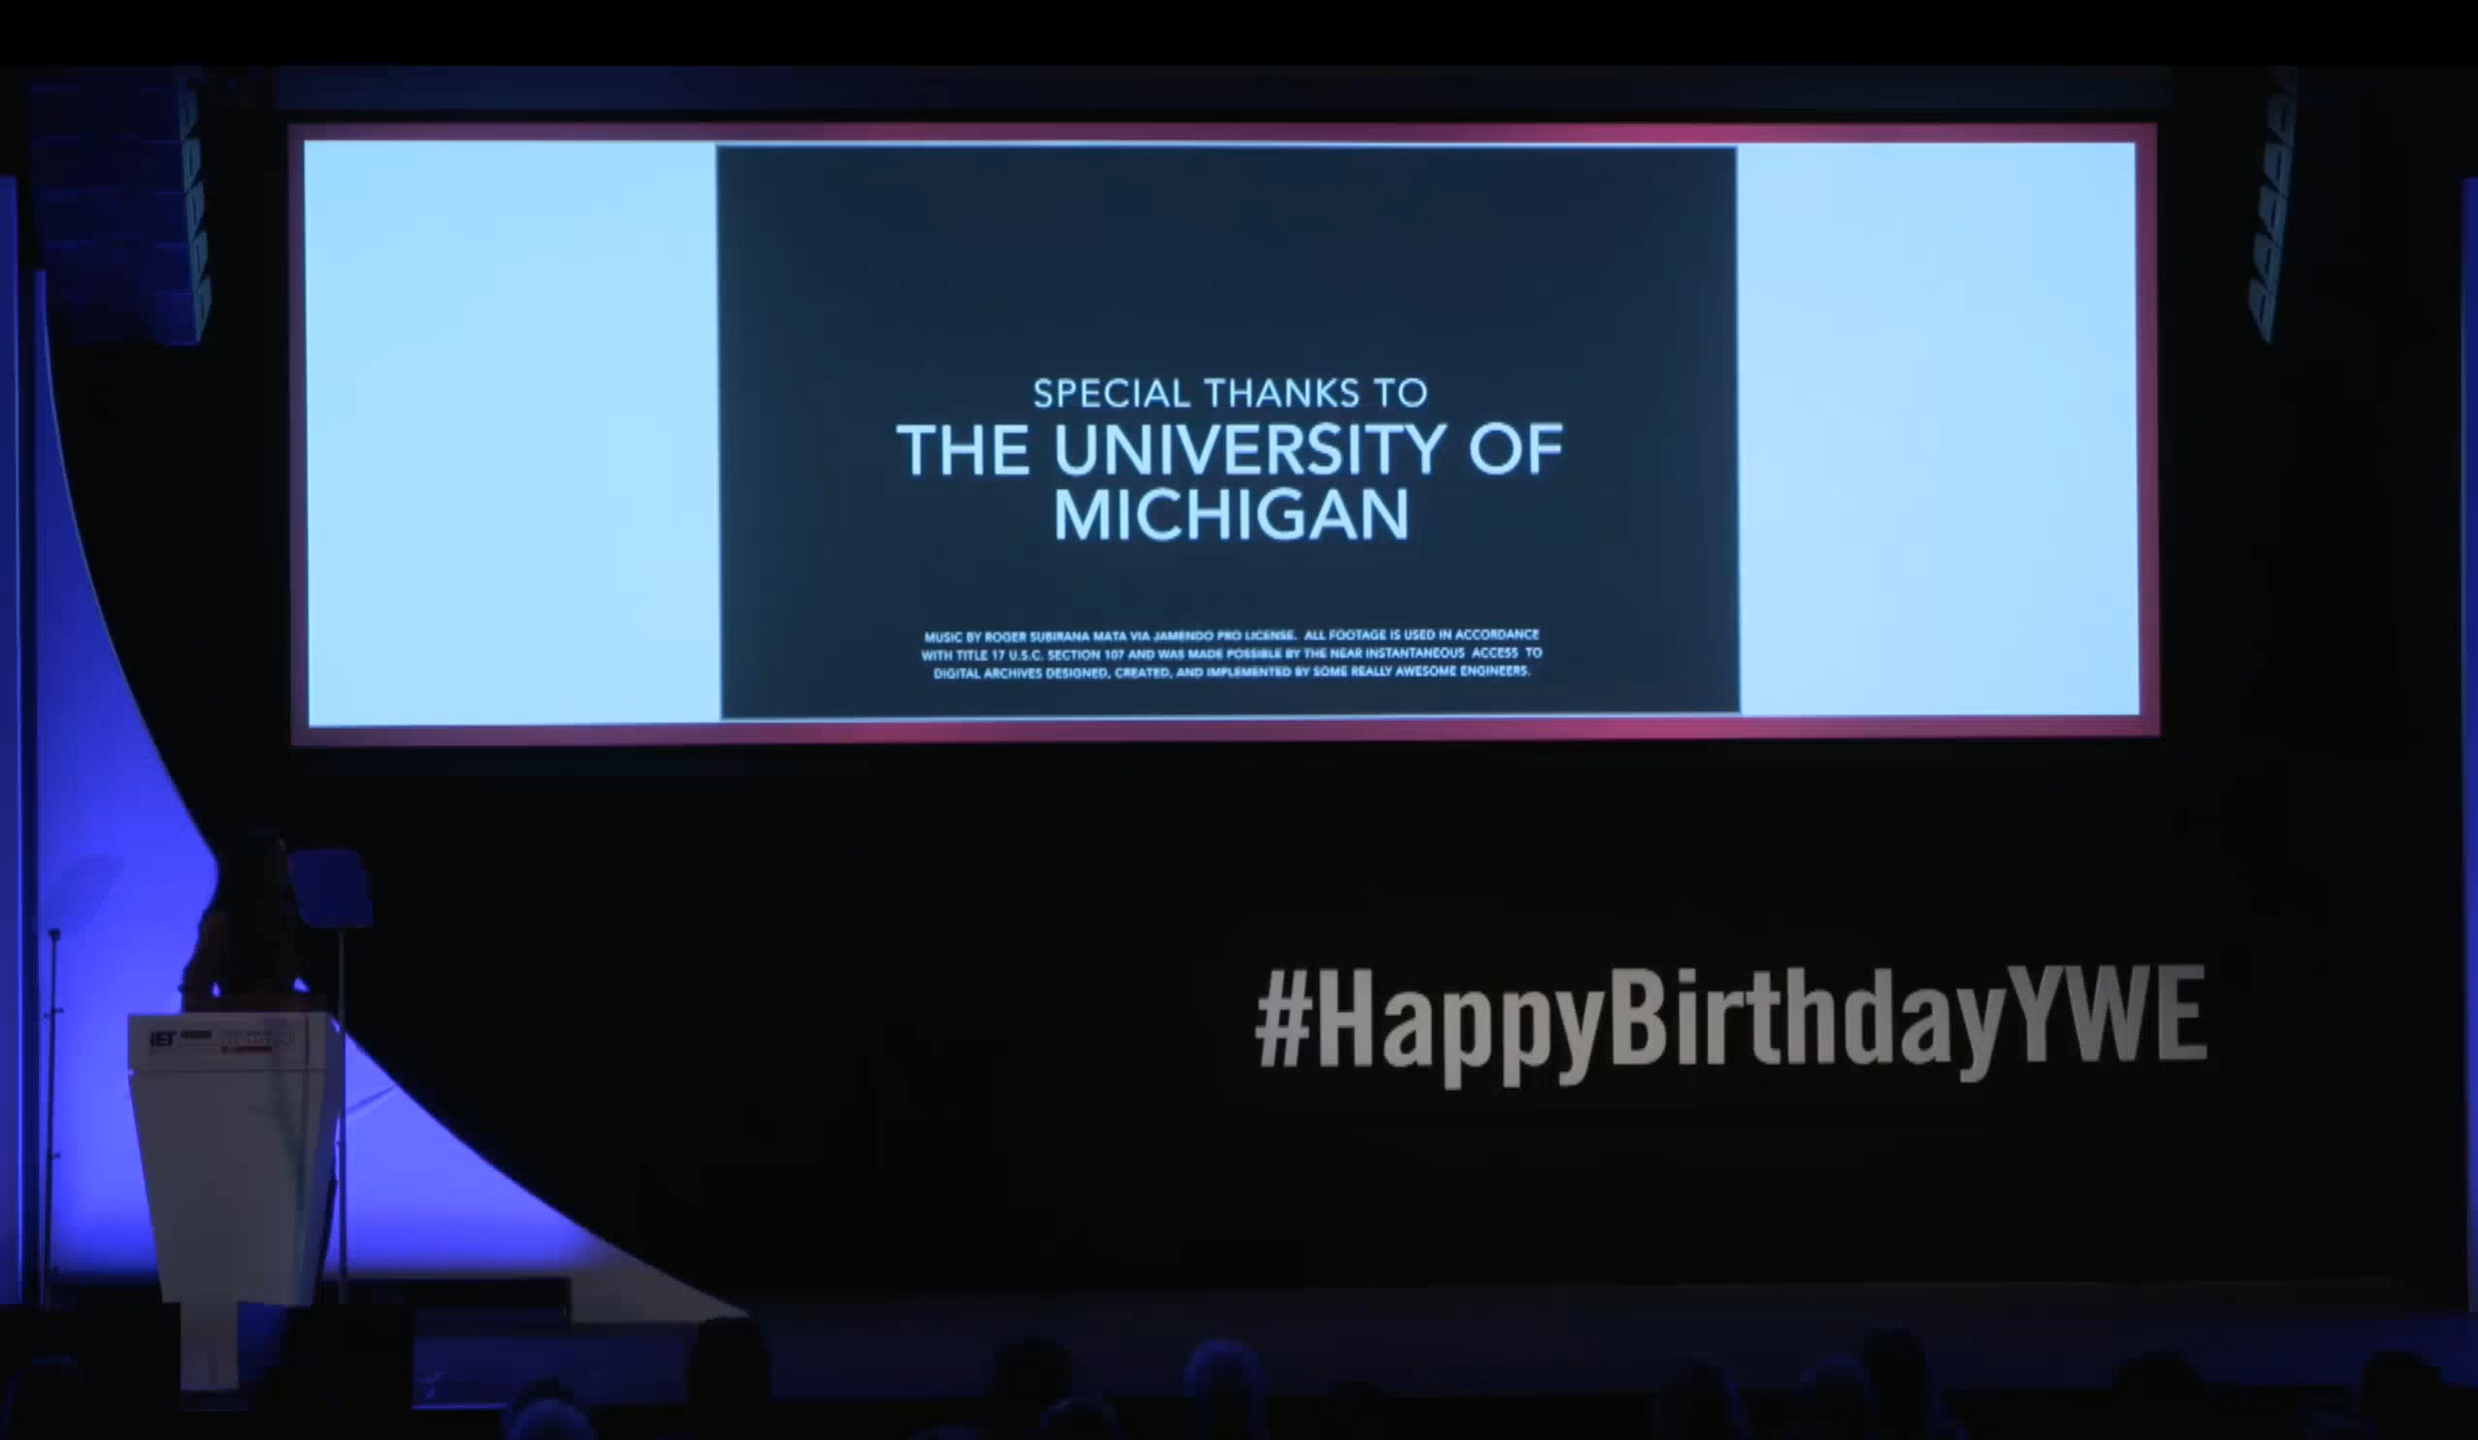 SPECIAL THANKS TO
THE UNIVERSITY OF
MICHIGAN
MUSIC BY ROGER SUBIRANA MATA VIA JAMENDO PRO LICENSE. ALL FOOTAGE IS USED IN ACCORDANCE
WITH TITLE 17 U.S.C. SECTION 107 AND WAS MADE POSSIBLE BY THE NEAR INSTANTANEOUS ACCESS TO
DIGITAL ARCHIVES DESIGNED, CREATED, AND IMPLEMENTED BY SOME REALLY AWESOME ENGINEERS.
#HappyBirthdayYWE
IET